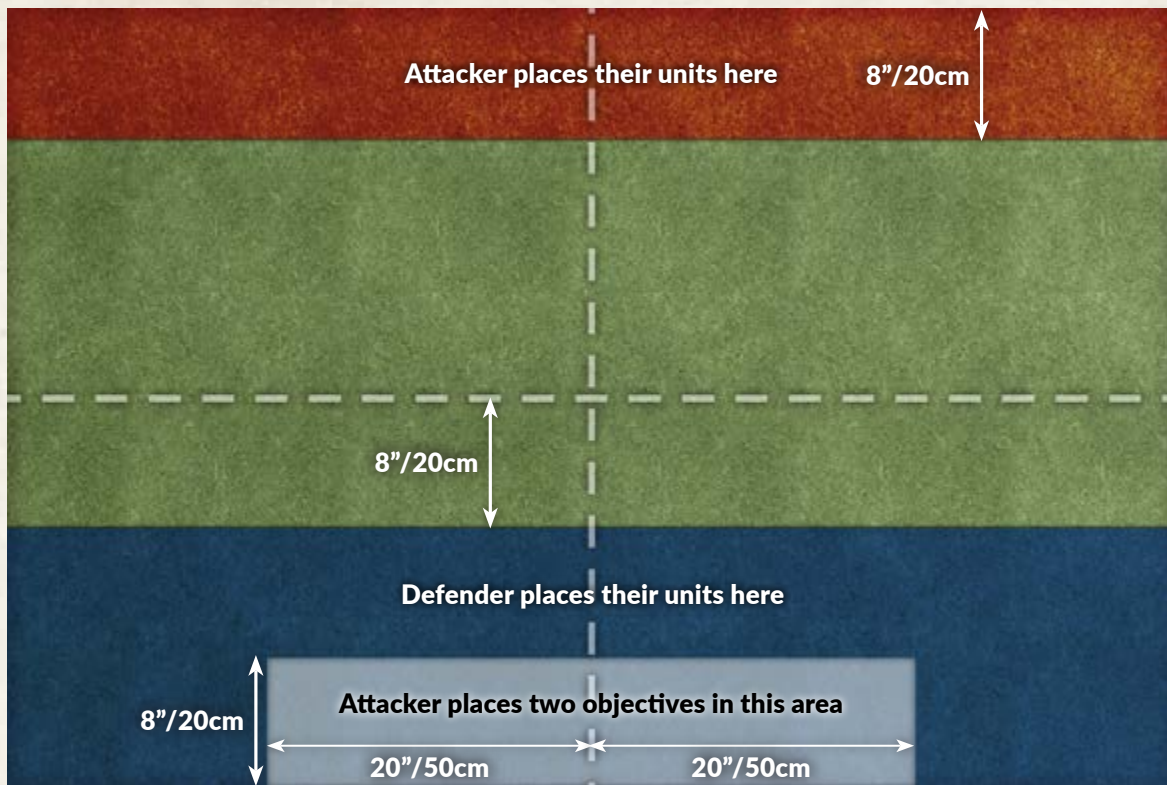 Attacker places their units here
8”/20cm
8”/20cm
Defender places their units here
Attacker places two objectives in this area
8”/20cm
20”/50cm
20”/50cm